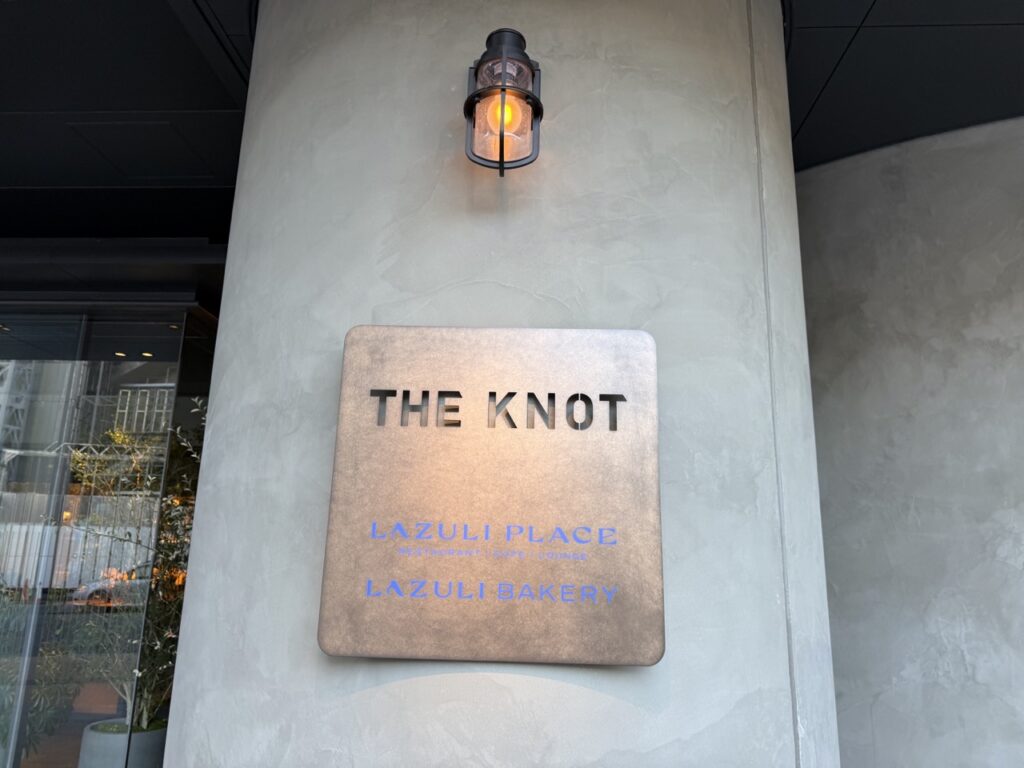 THE KNOT
LAZULI PLACE
RESTAURANT | CAFE | LOUNGE
LAZULI BAKERY